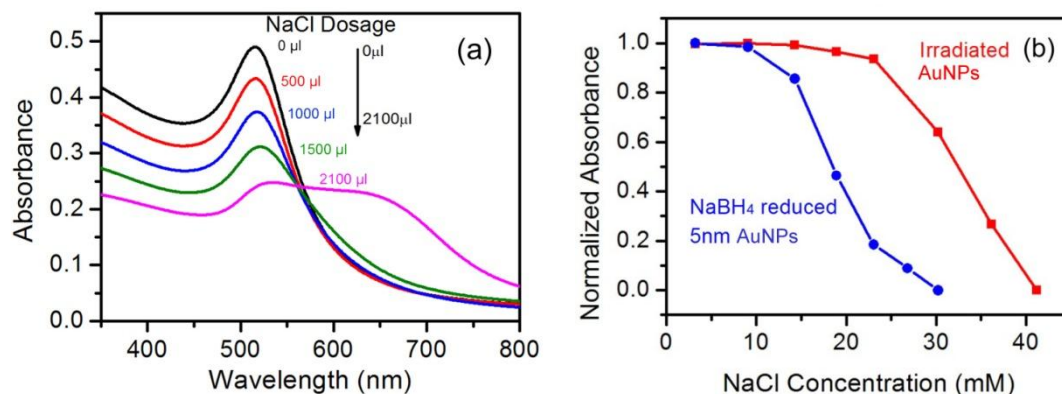 NaCl Dosage
(a)
0 µl
0µl
500 µl
1000 µl
2100µl
1500 µl
2100 µl
0.5
0.4
0.3
0.2
0.1
0.0
Absorbance
400 500 600 700 800
Wavelength (nm)
(b)
Irradiated
AuNPs
NaBH₄ reduced
5nm AuNPs
1.0
0.8
0.6
0.4
0.2
0.0
Normalized Absorbance
0 10 20 30 40
NaCl Concentration (mM)